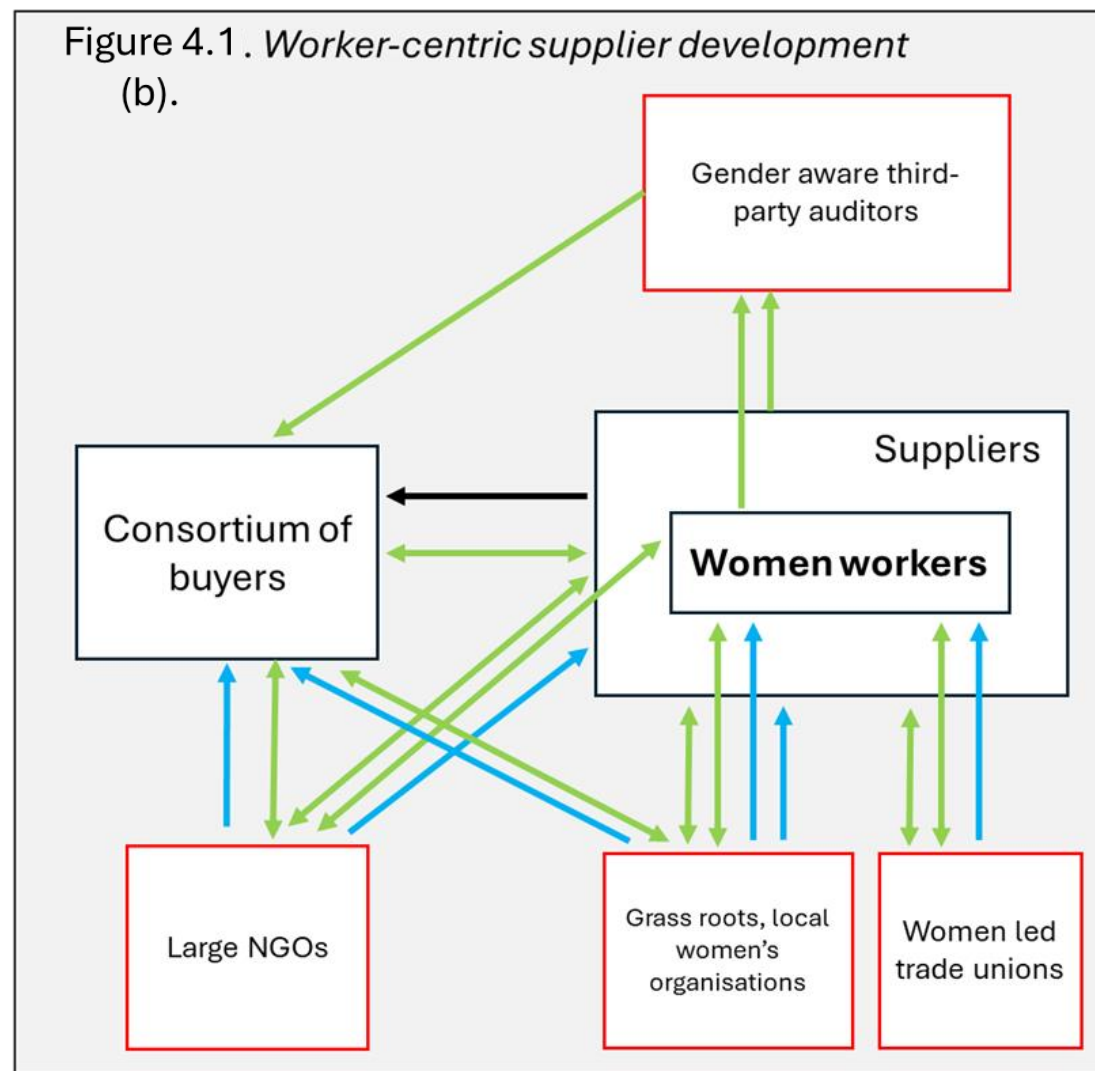 Figure 4.1. Worker-centric supplier development
(b).
Gender aware third-
party auditors
Suppliers
Consortium of
buyers
Women workers
Large NGOs
Grass roots, local
women's
organisations
Women led
trade unions